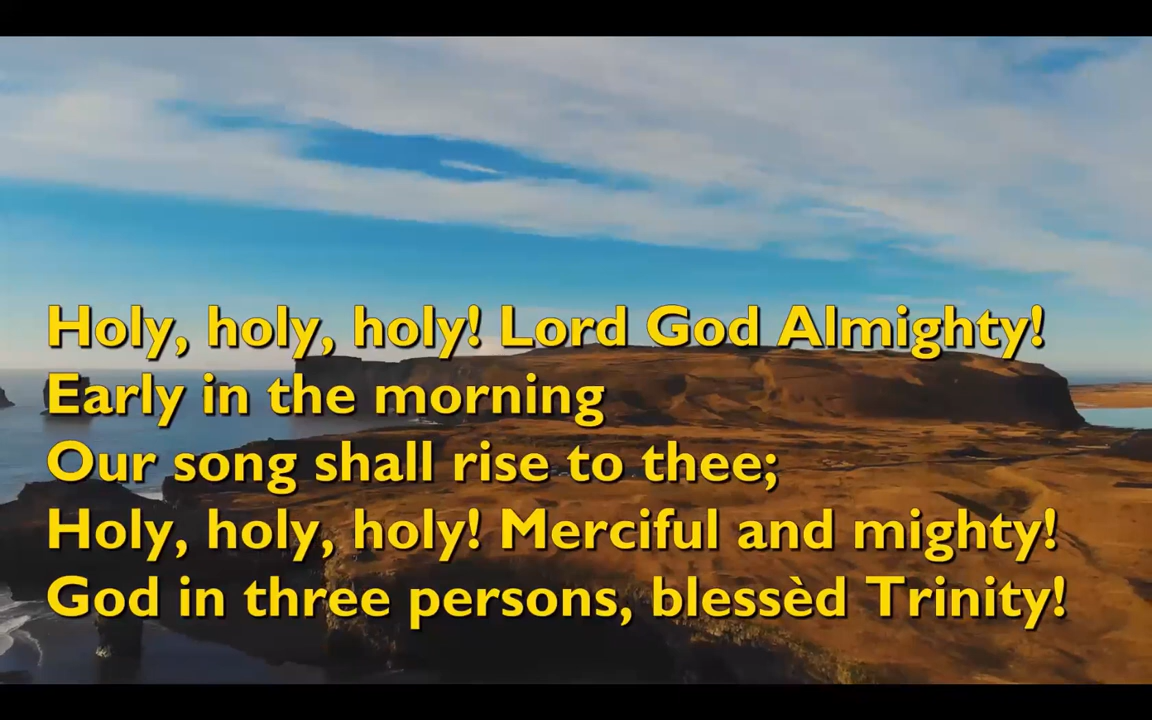 Holy, holy, holy! Lord God Almighty!
Early in the morning
Our song shall rise to thee;
Holy, holy, holy! Merciful and mighty!
God in three persons, blessèd Trinity!